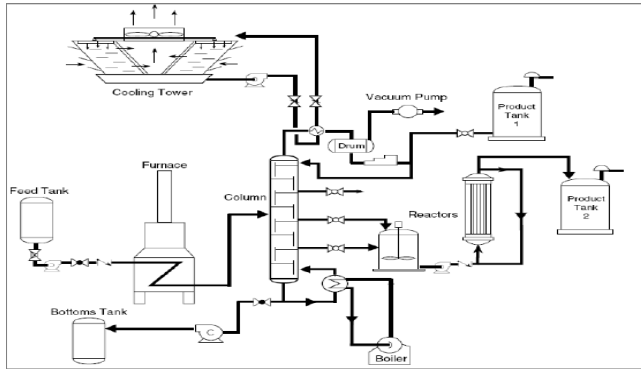 Cooling Tower
Vacuum Pump
Product
Tank
1
Drum
Furnace
Feed Tank
Column
Reactors
Product
Tank
2
Bottoms Tank
C
Boiler